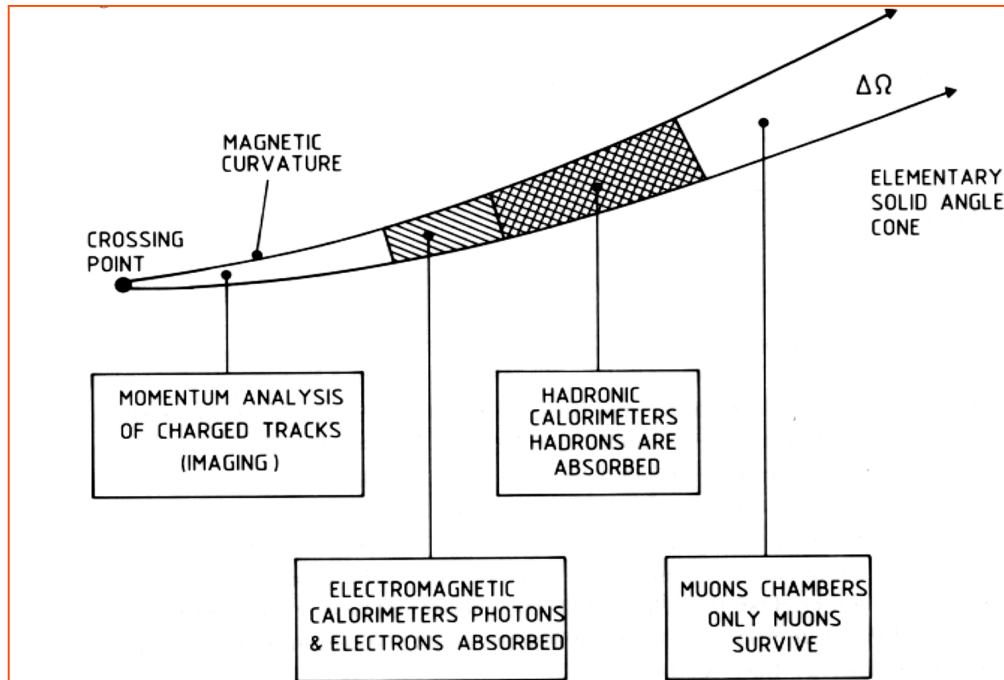 MAGNETIC
CURVATURE
CROSSING
POINT
ΔΩ
ELEMENTARY
SOLID ANGLE
CONE
MOMENTUM ANALYSIS
OF CHARGED TRACKS
(IMAGING)
HADRONIC
CALORIMETERS
HADRONS ARE
ABSORBED
ELECTROMAGNETIC
CALORIMETERS PHOTONS
& ELECTRONS ABSORBED
MUONS CHAMBERS
ONLY MUONS
SURVIVE